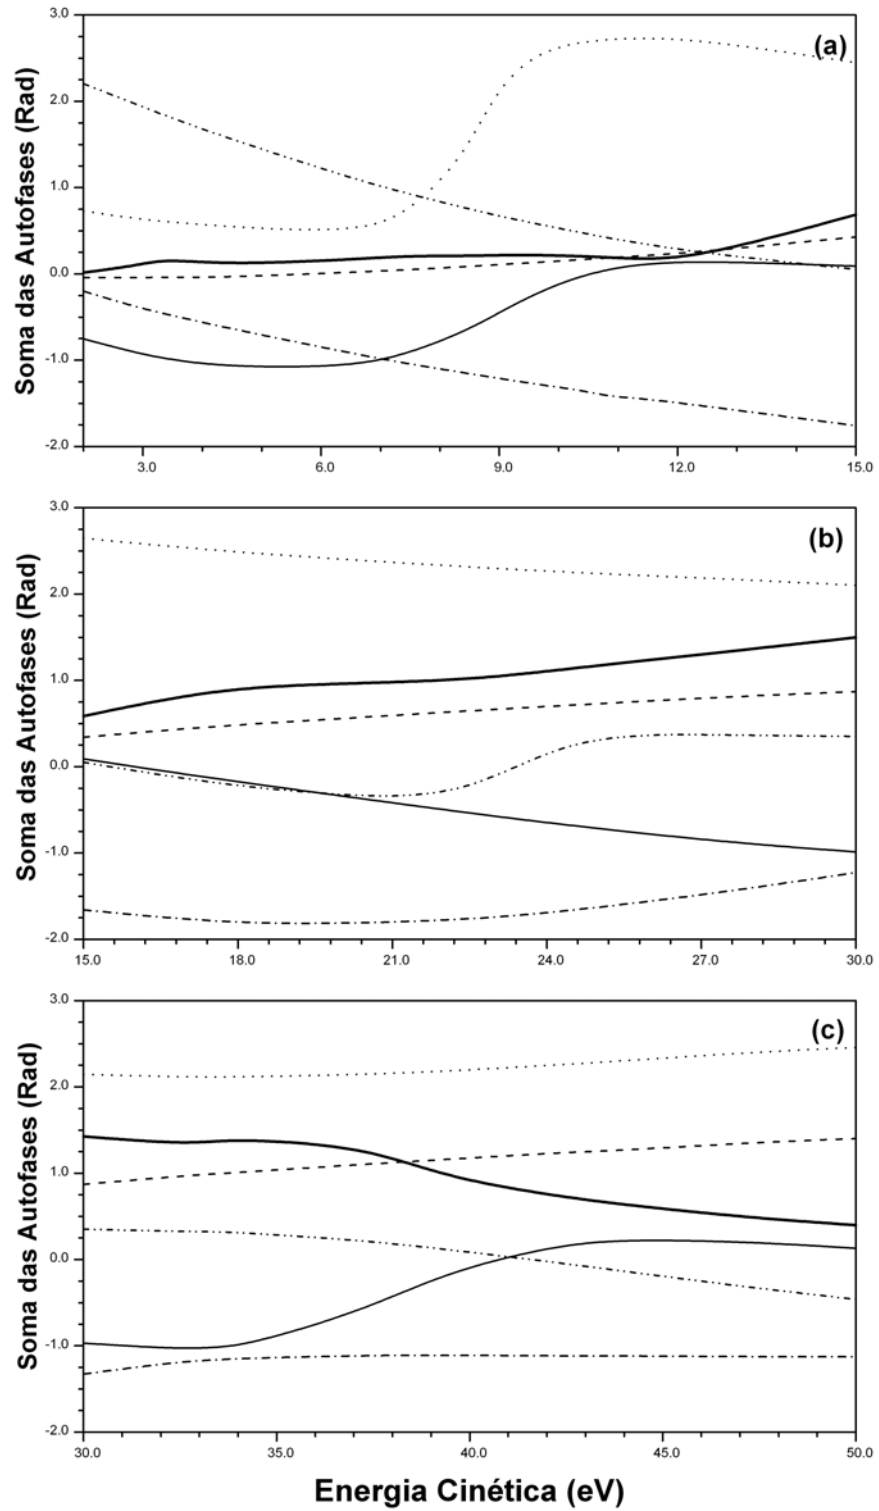 3.0
(a)
2.0
1.0
0.0
-1.0
-2.0
Soma das Autofases (Rad)
3.0 6.0 9.0 12.0 15.0
3.0
(b)
2.0
1.0
0.0
-1.0
-2.0
Soma das Autofases (Rad)
15.0 18.0 21.0 24.0 27.0 30.0
3.0
(c)
2.0
1.0
0.0
-1.0
-2.0
Soma das Autofases (Rad)
30.0 35.0 40.0 45.0 50.0
Energia Cinética (eV)